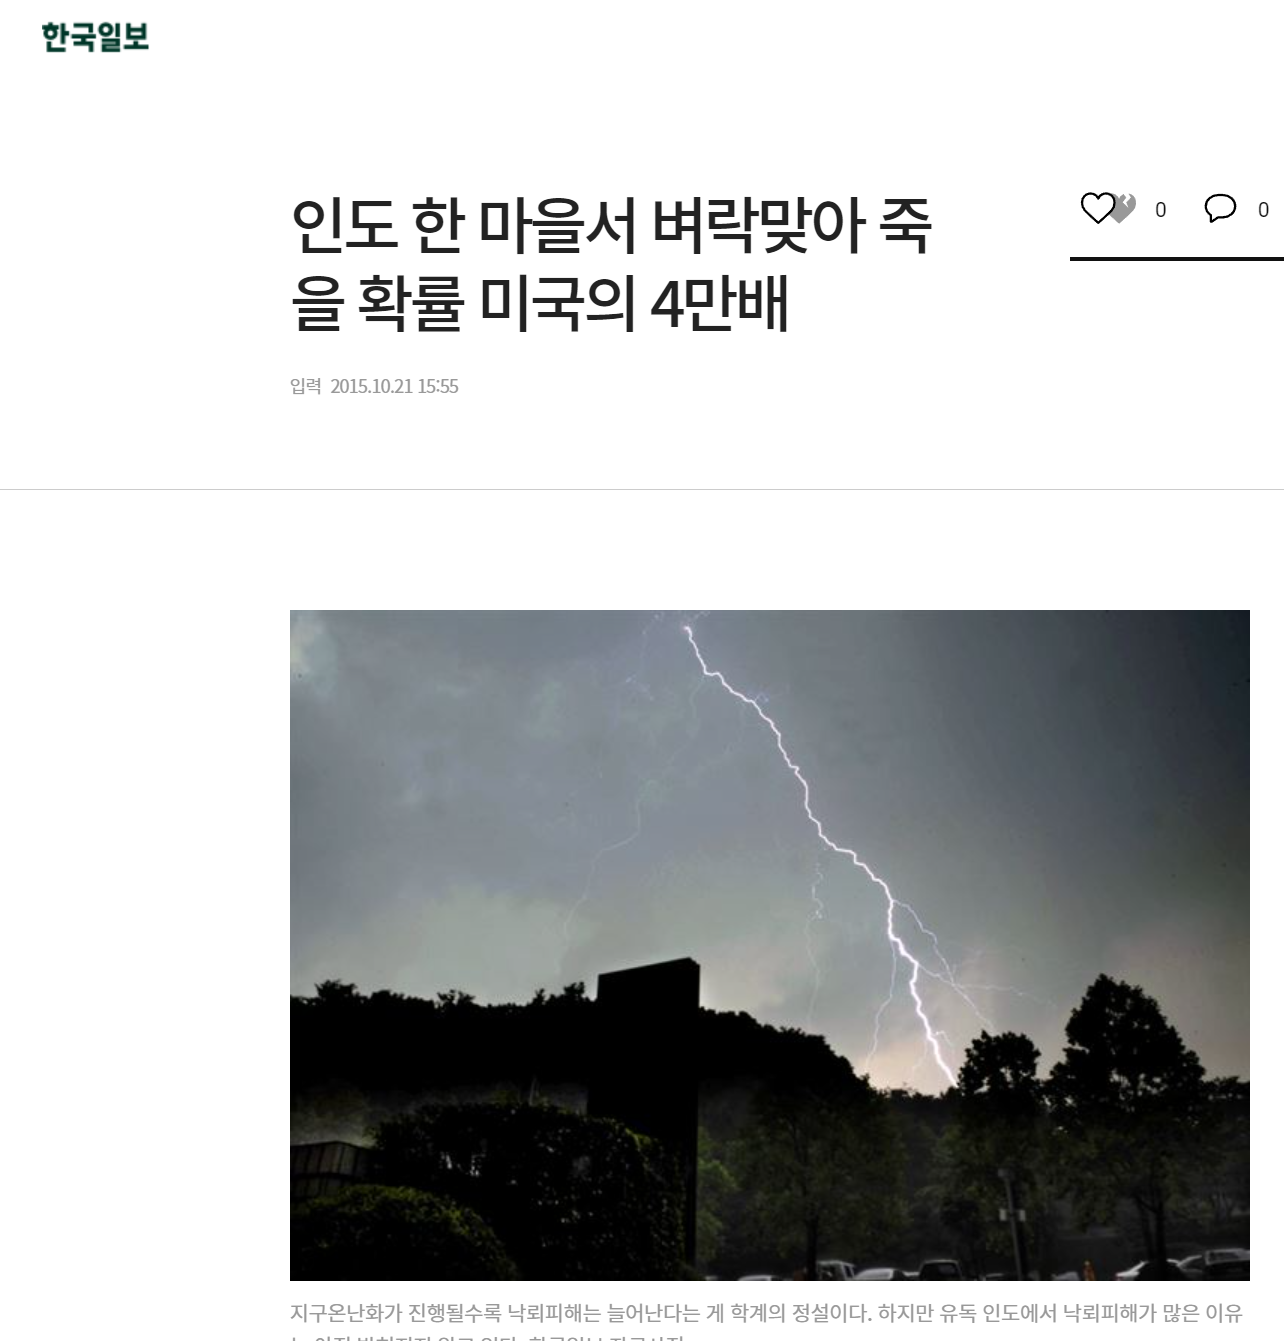 한국일보
인도 한 마을서 벼락맞아 죽
을 확률 미국의 4만배
0
0
입력 2015.10.21 15:55
지구온난화가 진행될수록 낙뢰피해는 늘어난다는 게 학계의 정설이다. 하지만 유독 인도에서 낙뢰피해가 많은 이유